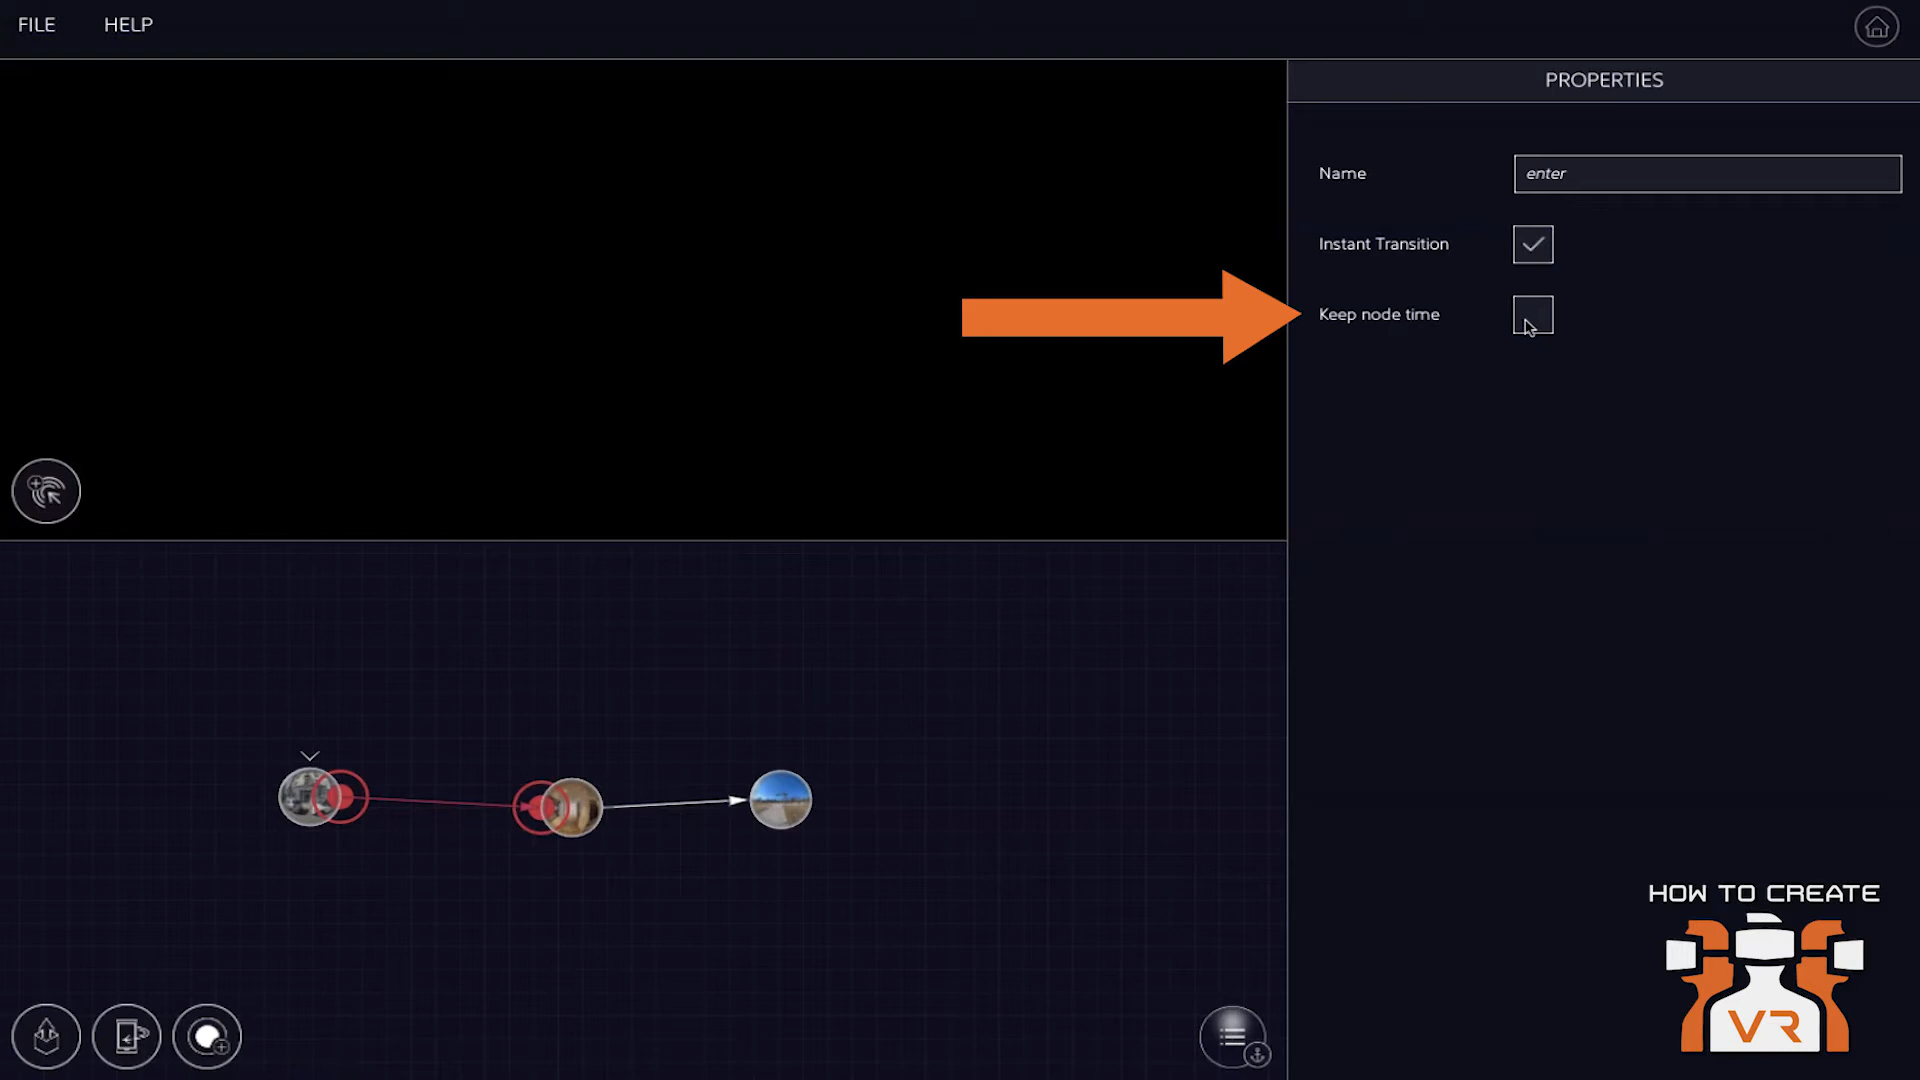 FILE
HELP
PROPERTIES
Name
enter
Instant Transition
Keep node time
HOW TO CREATE
VR